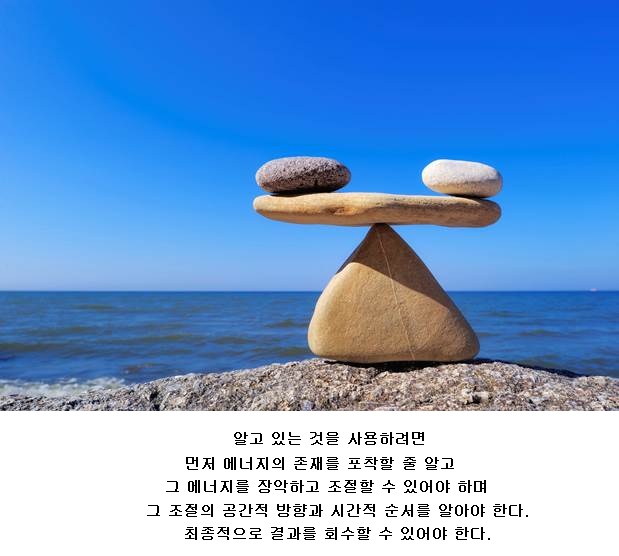 알고 있는 것을 사용하려면
먼저 에너지의 존재를 포착할 줄 알고
그 에너지를 장악하고 조절할 수 있어야 하며
그 조절의 공간적 방향과 시간적 순서를 알아야 한다.
최종적으로 결과를 회수할 수 있어야 한다.